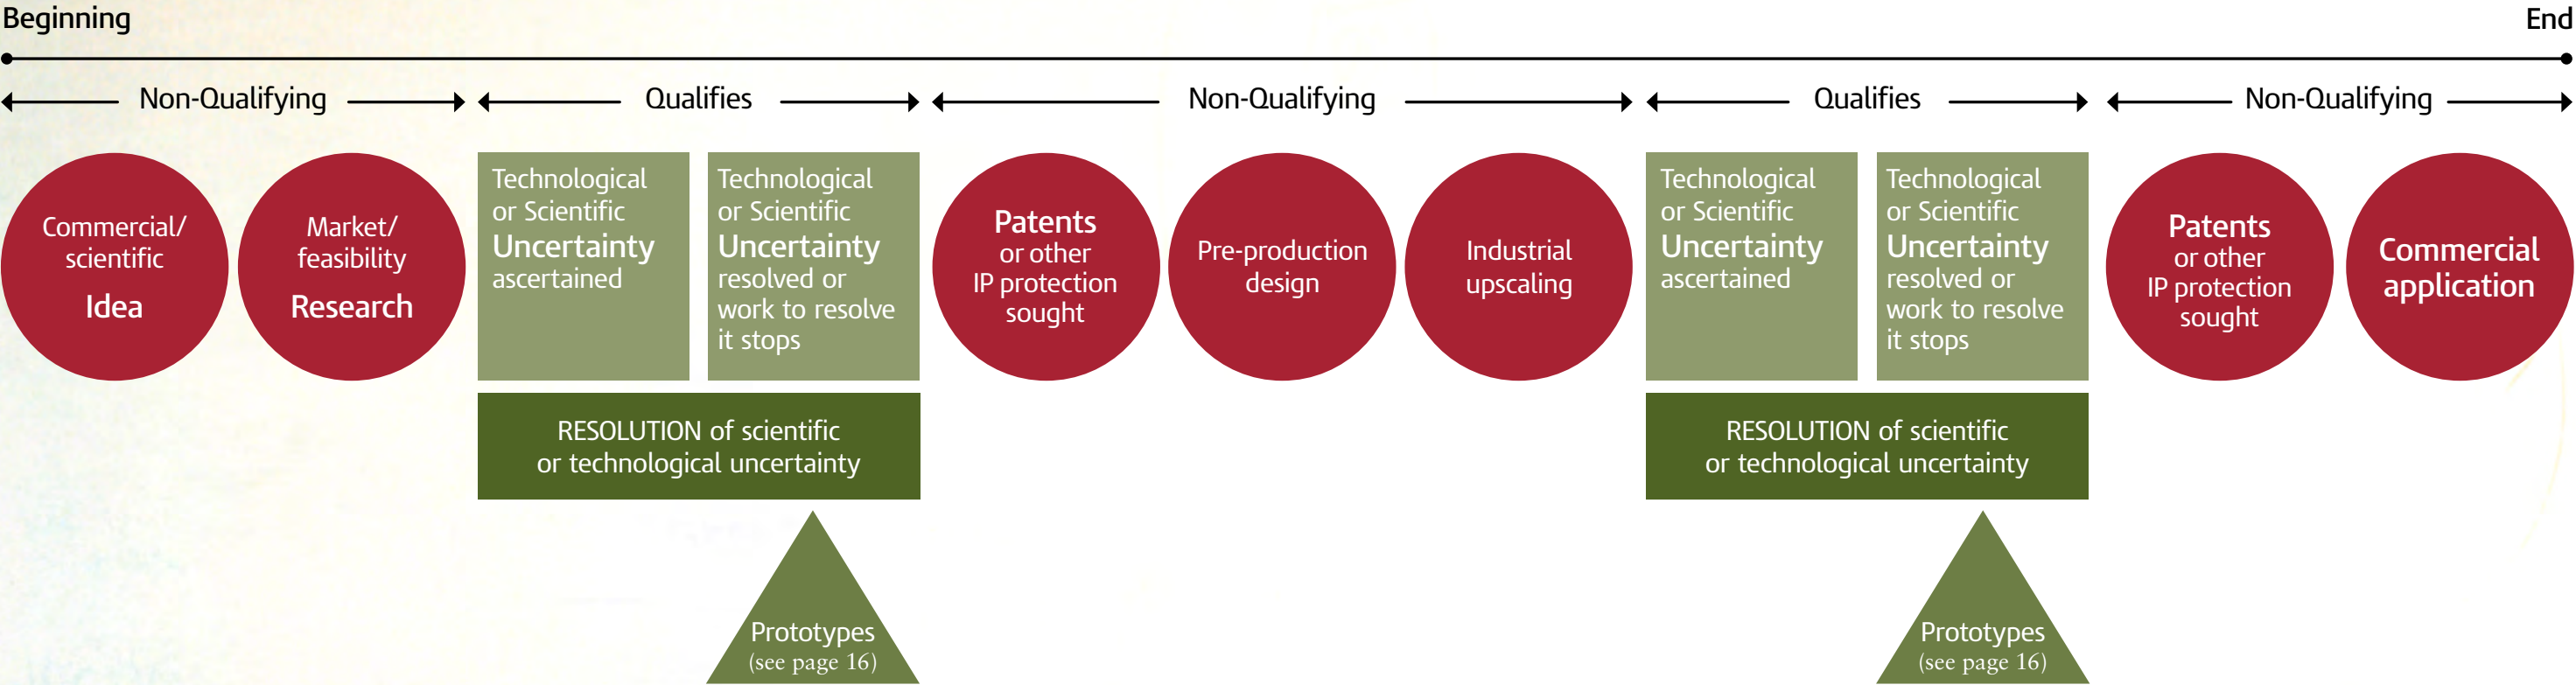 Beginning
End
Non-Qualifying
Qualifies
Non-Qualifying
Qualifies
Non-Qualifying
Commercial/
scientific
Idea
Market/
feasibility
Research
Technological
or Scientific
Uncertainty
ascertained
Technological
or Scientific
Uncertainty
resolved or
work to resolve
it stops
Patents
or other
IP protection
sought
Pre-production
design
Industrial
upscaling
Technological
or Scientific
Uncertainty
ascertained
Technological
or Scientific
Uncertainty
resolved or
work to resolve
it stops
Patents
or other
IP protection
sought
Commercial
application
RESOLUTION of scientific
or technological uncertainty
RESOLUTION of scientific
or technological uncertainty
Prototypes
(see page 16)
Prototypes
(see page 16)